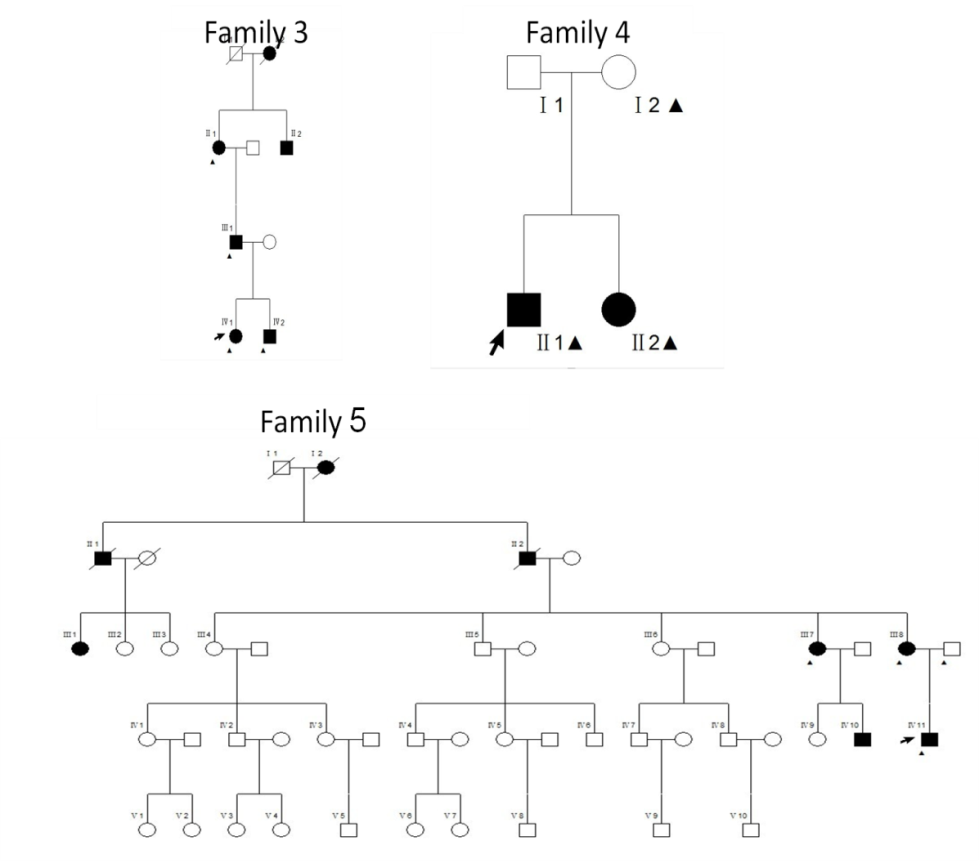 Family 3
II 1 II 2
III 1
IV 1 IV 2
Family 4
I 1 I 2 ▲
II 1 ▲ II 2 ▲
Family 5
I 1 I 2
II 1 II 2
III 1 III 2 III 3 III 4 III 5 III 6 III 7 III 8
IV 1 IV 2 IV 3 IV 4 IV 5 IV 6 IV 7 IV 8 IV 9 IV 10 IV 11
V 1 V 2 V 3 V 4 V 5 V 6 V 7 V 8 V 9 V 10